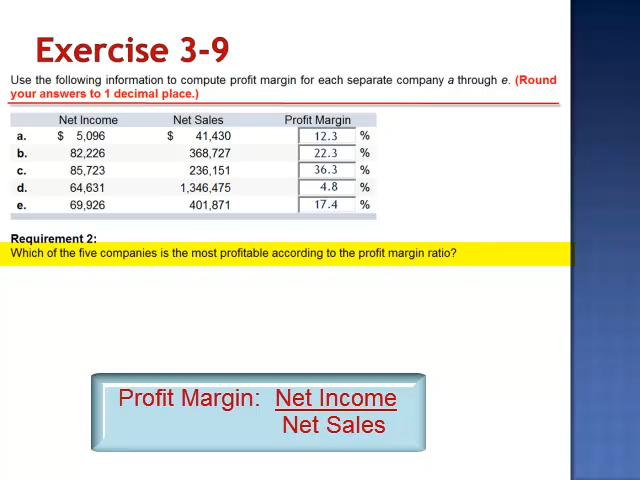 Exercise 3-9
Use the following information to compute profit margin for each separate company a through e. (Round
your answers to 1 decimal place.)
Net Income Net Sales Profit Margin
a. $ 5,096 $ 41,430 12.3 %
b. 82,226 368,727 22.3 %
c. 85,723 236,151 36.3 %
d. 64,631 1,346,475 4.8 %
e. 69,926 401,871 17.4 %
Requirement 2:
Which of the five companies is the most profitable according to the profit margin ratio?
Profit Margin: Net Income
Net Sales